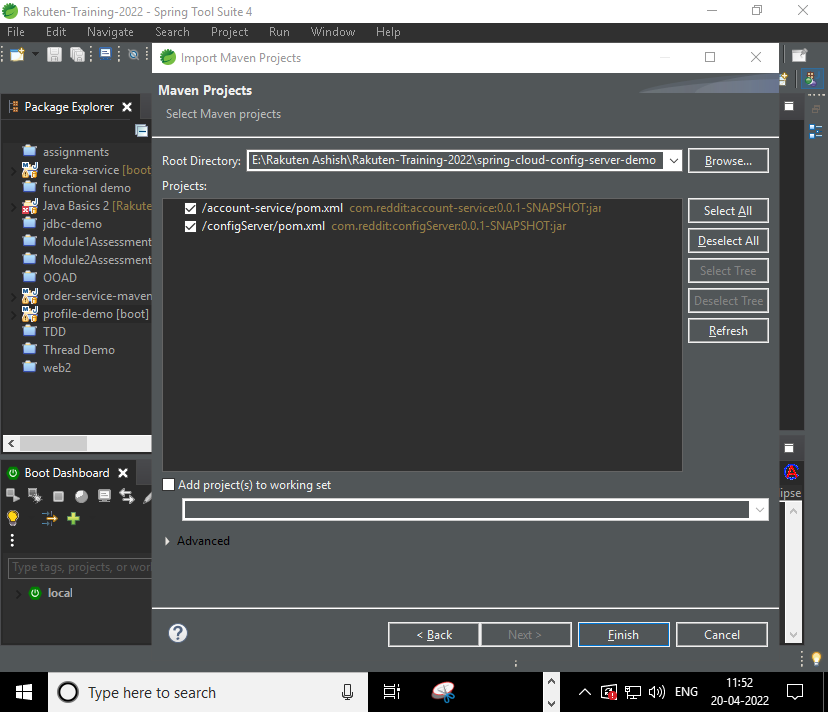 Rakuten-Training-2022 - Spring Tool Suite 4
File Edit Navigate Search Project Run Window Help
Import Maven Projects
Maven Projects
Select Maven projects
Package Explorer
assignments
eureka-service [boot
functional demo
Java Basics 2 [Rakute
jdbc-demo
Module1Assessment
Module2Assessment
OOAD
order-service-maven
profile-demo [boot]
TDD
Thread Demo
web2
Root Directory: E:\Rakuten Ashish\Rakuten-Training-2022\spring-cloud-config-server-demo Browse...
Projects:
/account-service/pom.xml com.reddit:account-service:0.0.1-SNAPSHOT:jar
/configServer/pom.xml com.reddit:configServer:0.0.1-SNAPSHOT:jar
Select All
Deselect All
Select Tree
Deselect Tree
Refresh
Boot Dashboard
Type tags, projects, or wor
local
Add project(s) to working set
ipse
Advanced
< Back Next > Finish Cancel
Type here to search
ENG
11:52
20-04-2022